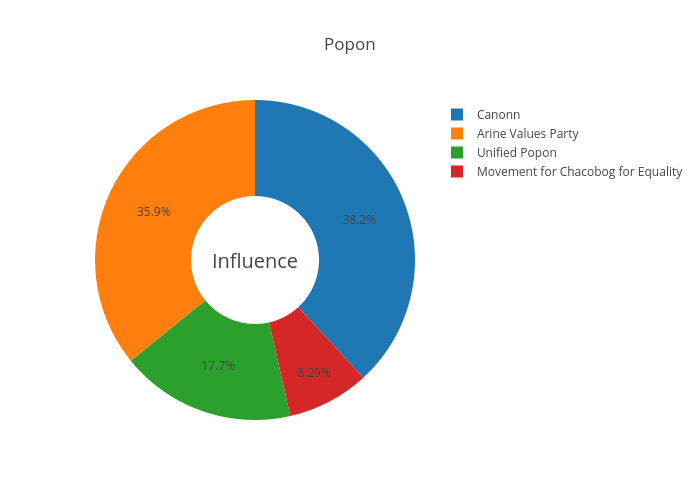 Popon
Canonn
Arine Values Party
Unified Popon
Movement for Chacobog for Equality
35.9%
38.2%
Influence
17.7%
8.29%